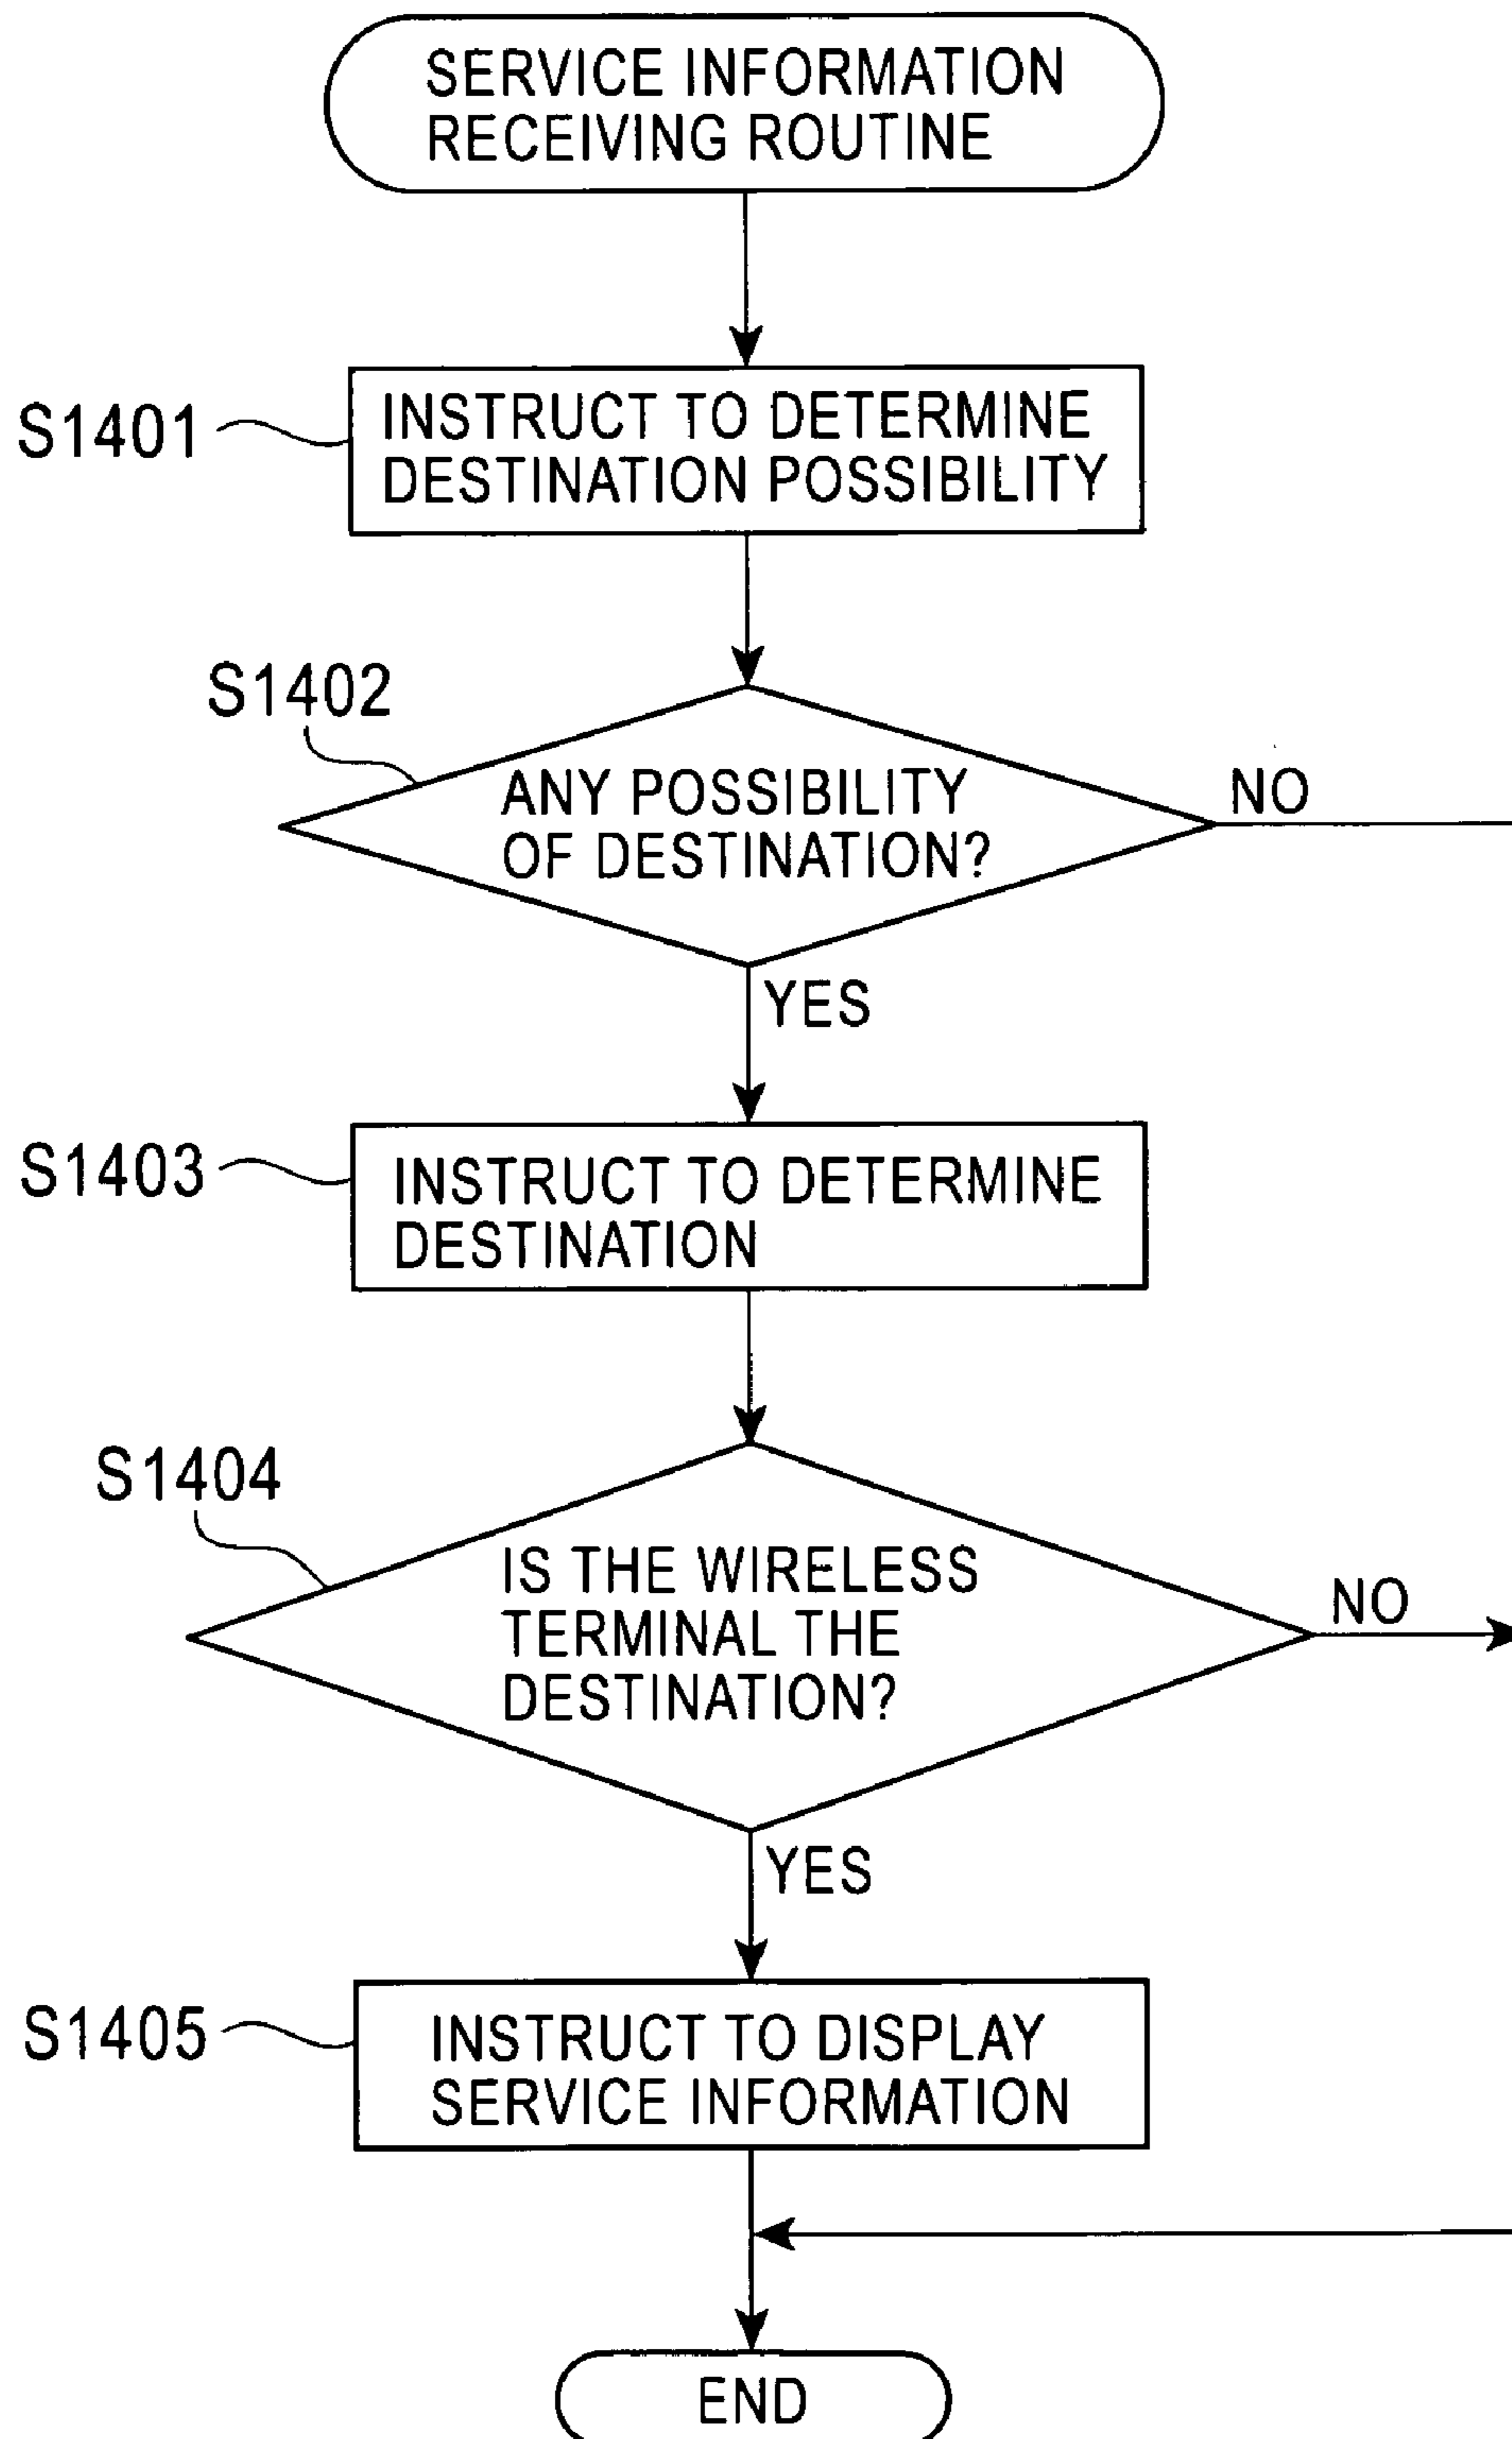 SERVICE INFORMATION
RECEIVING ROUTINE
S1401
INSTRUCT TO DETERMINE
DESTINATION POSSIBILITY
S1402
ANY POSSIBILITY
OF DESTINATION?
NO
YES
S1403
INSTRUCT TO DETERMINE
DESTINATION
S1404
IS THE WIRELESS
TERMINAL THE
DESTINATION?
NO
YES
S1405
INSTRUCT TO DISPLAY
SERVICE INFORMATION
END